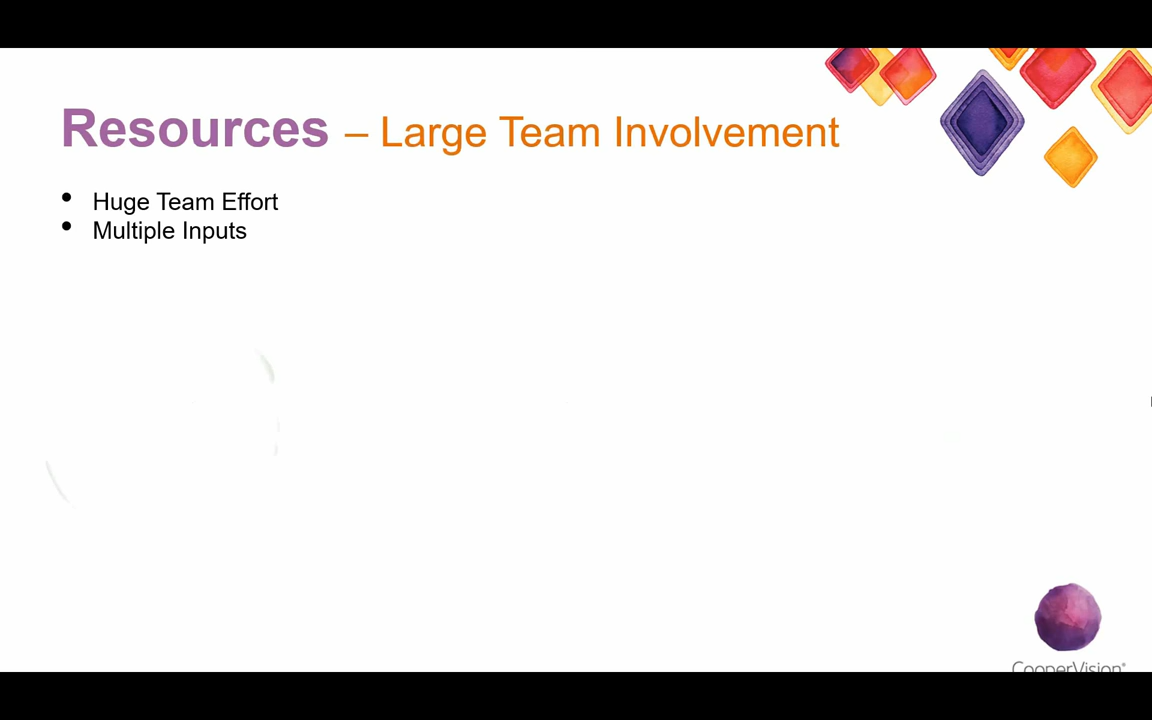 Resources – Large Team Involvement
• Huge Team Effort
• Multiple Inputs
CooperVision®